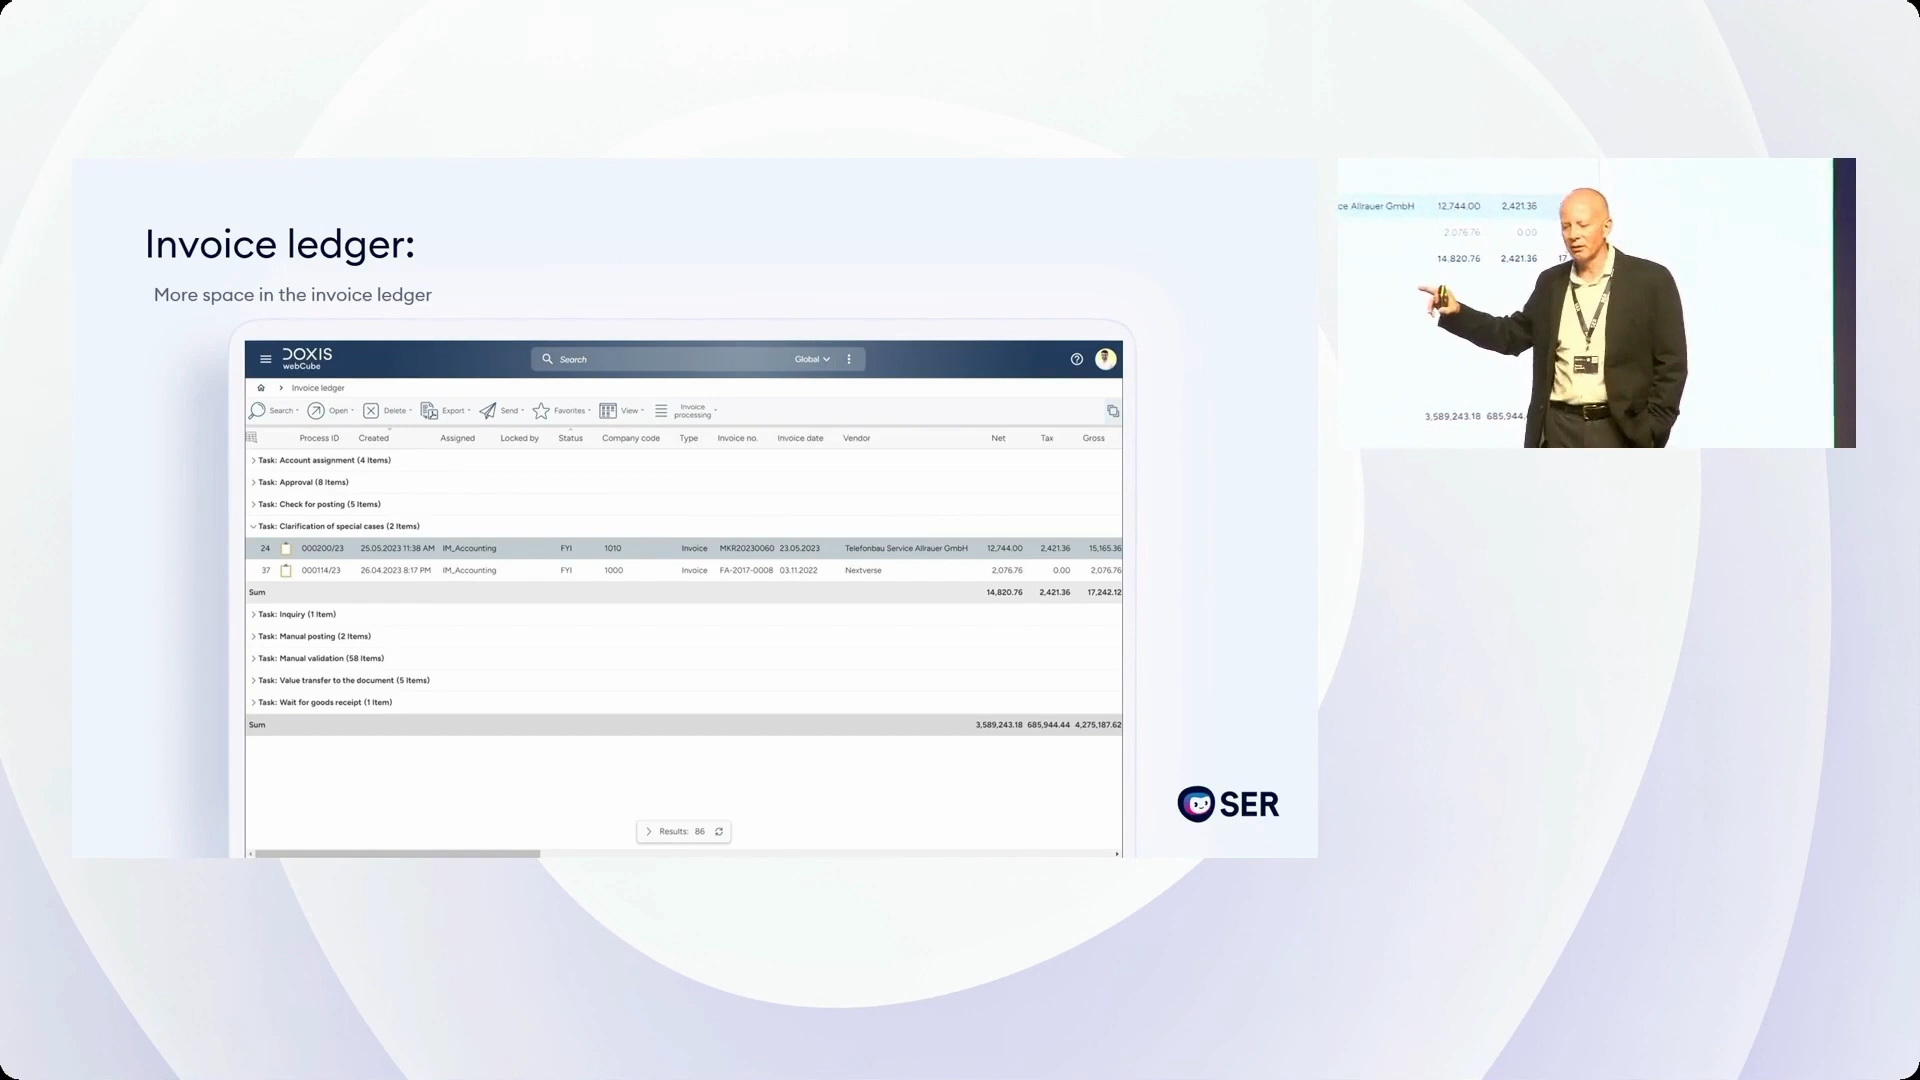 Invoice ledger:
More space in the invoice ledger
DOXIS
webCube
Search
Global
Invoice ledger
Search Open Delete Export Send Favorites View Invoice processing
Process ID Created Assigned Locked by Status Company code Type Invoice no. Invoice date Vendor Net Tax Gross
Task: Account assignment (4 Items)
Task: Approval (8 Items)
Task: Check for posting (5 Items)
Task: Clarification of special cases (2 Items)
24 000200/23 25.05.2023 11:38 AM IM_Accounting FYI 1010 Invoice MKR20230060 23.05.2023 Telefonbau Service Allrauer GmbH 12,744.00 2,421.36 15,165.36
37 000114/23 26.04.2023 8:17 PM IM_Accounting FYI 1000 Invoice FA-2017-0008 03.11.2022 Nextverse 2,076.76 0.00 2,076.76
Sum 14,820.76 2,421.36 17,242.12
Task: Inquiry (1 Item)
Task: Manual posting (2 Items)
Task: Manual validation (58 Items)
Task: Value transfer to the document (5 Items)
Task: Wait for goods receipt (1 Item)
Sum 3,589,243.18 685,944.44 4,275,187.62
Results: 86
SER
ce Allrauer GmbH 12,744.00 2,421.36
2,076.76 0.00
14,820.76 2,421.36 17
3,589,243.18 685,944.